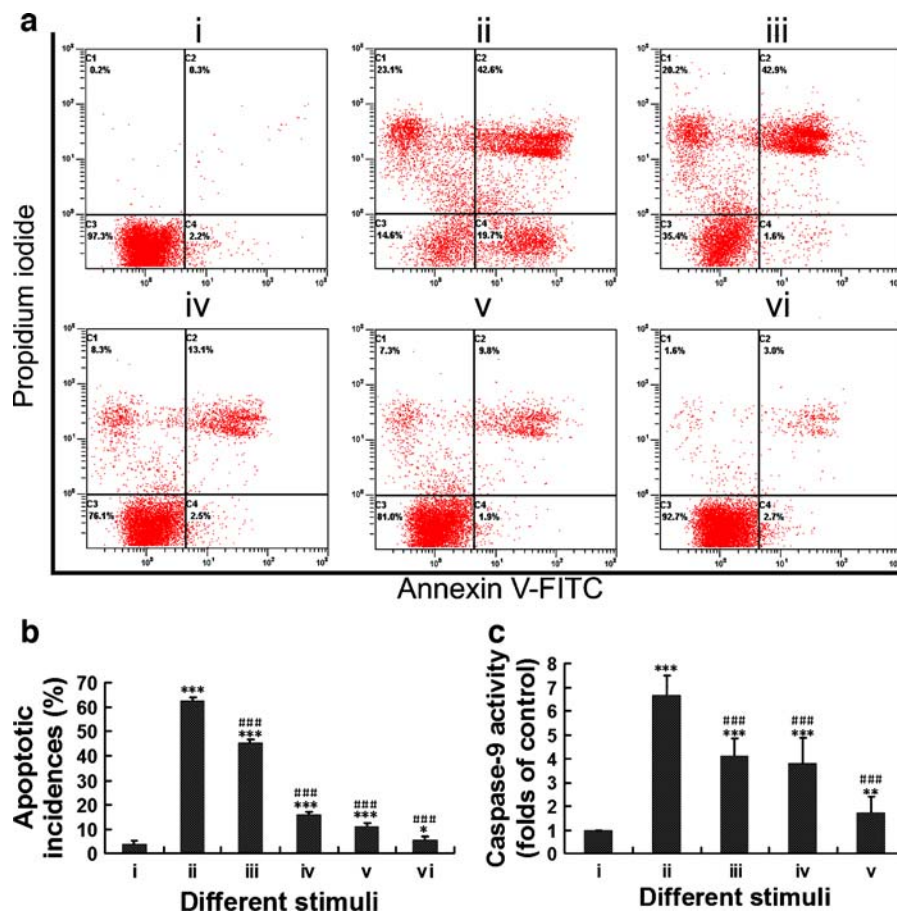 a
i ii iii
C1 0.2% C2 0.3%
C3 97.3% C4 2.2%
C1 23.1% C2 42.6%
C3 14.6% C4 19.7%
C1 20.2% C2 42.9%
C3 35.4% C4 1.6%
iv v vi
C1 8.3% C2 13.1%
C3 76.1% C4 2.5%
C1 7.3% C2 9.8%
C3 81.0% C4 1.9%
C1 1.6% C2 3.0%
C3 92.7% C4 2.7%
Propidium iodide
Annexin V-FITC
b
Apoptotic
incidences (%)
70
60
50
40
30
20
10
0
***
###
***
###
***
###
***
###
*
i ii iii iv v vi
Different stimuli
c
Caspase-9 activity
(folds of control)
8
7
6
5
4
3
2
1
0
***
###
***
###
***
###
**
i ii iii iv v
Different stimuli